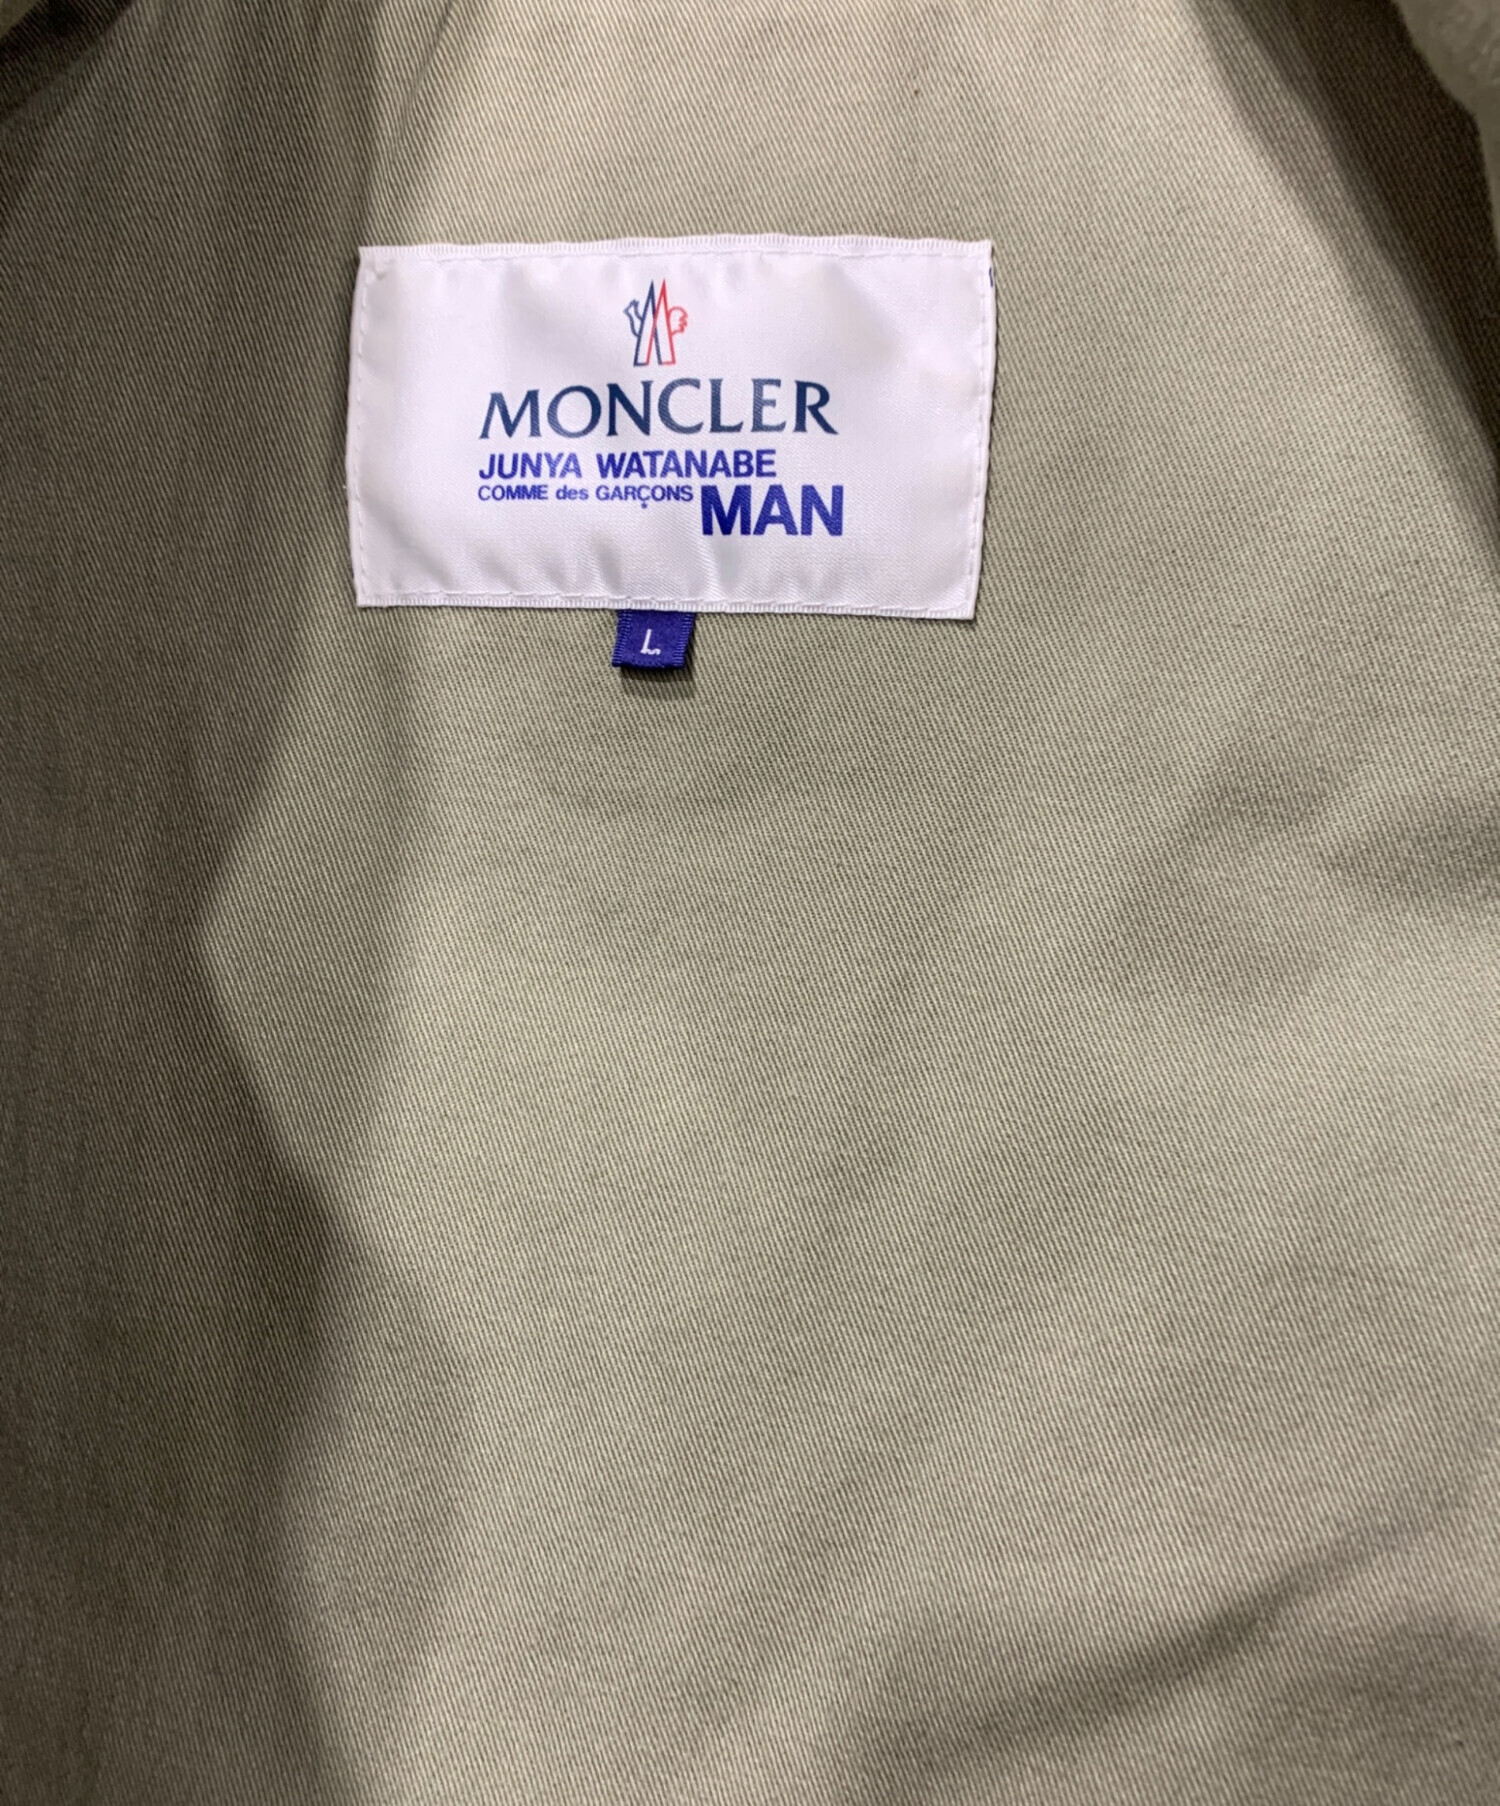 MONCLER
JUNYA WATANABE
COMME des GARÇONS MAN
L